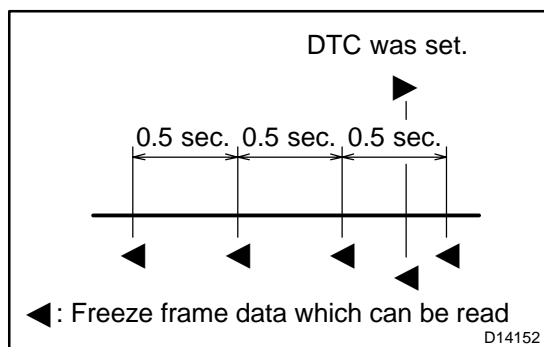 DTC was set.
0.5 sec. 0.5 sec. 0.5 sec.
: Freeze frame data which can be read
D14152